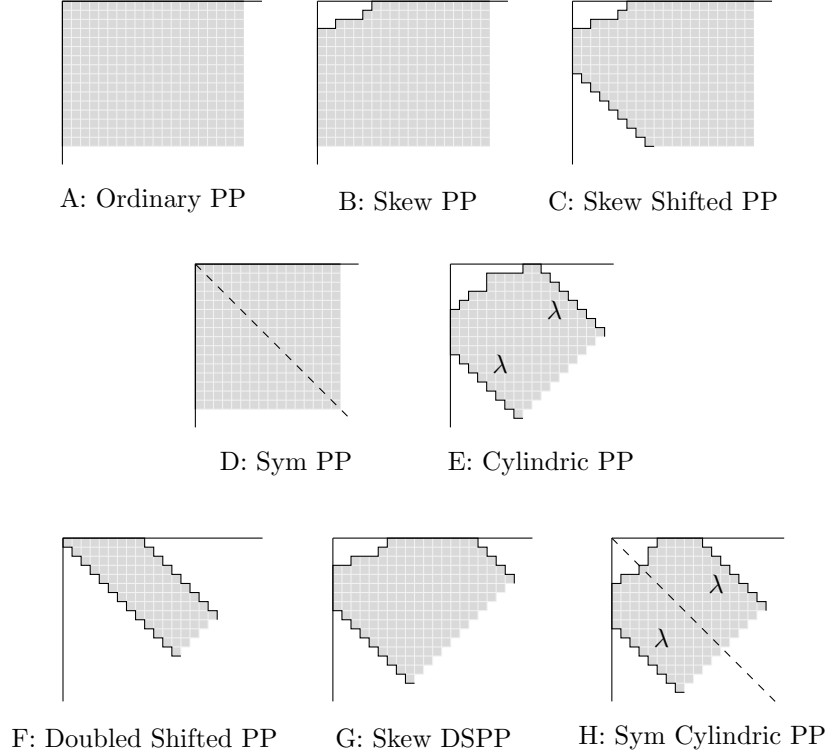 A: Ordinary PP
B: Skew PP
C: Skew Shifted PP
λ
λ
D: Sym PP
E: Cylindric PP
λ
λ
F: Doubled Shifted PP
G: Skew DSPP
H: Sym Cylindric PP